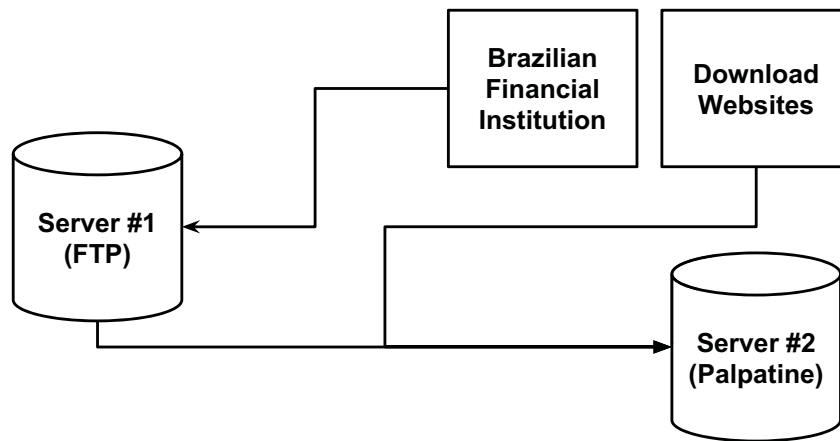 Brazilian
Financial
Institution
Download
Websites
Server #1
(FTP)
Server #2
(Palpatine)